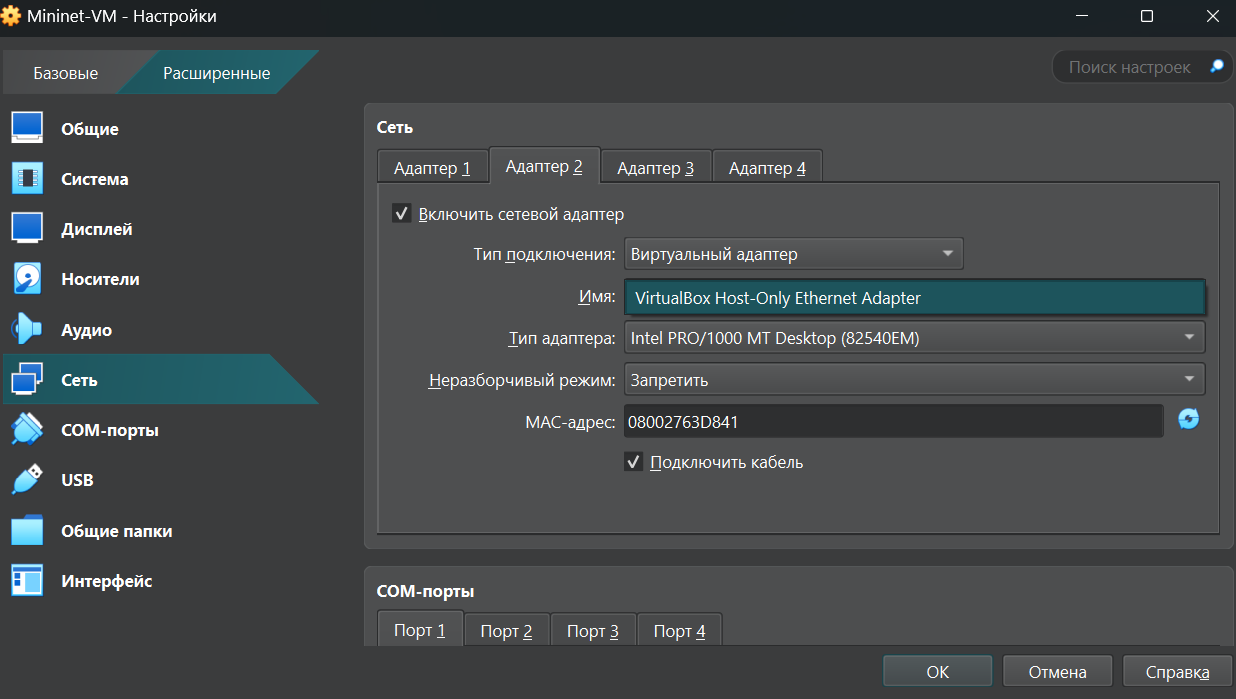 Mininet-VM - Настройки
Базовые
Расширенные
Поиск настроек
Общие
Система
Дисплей
Носители
Аудио
Сеть
COM-порты
USB
Общие папки
Интерфейс
Сеть
Адаптер 1
Адаптер 2
Адаптер 3
Адаптер 4
Включить сетевой адаптер
Тип подключения: Виртуальный адаптер
Имя: VirtualBox Host-Only Ethernet Adapter
Тип адаптера: Intel PRO/1000 MT Desktop (82540EM)
Неразборчивый режим: Запретить
MAC-адрес: 08002763D841
Подключить кабель
COM-порты
Порт 1
Порт 2
Порт 3
Порт 4
OK
Отмена
Справка